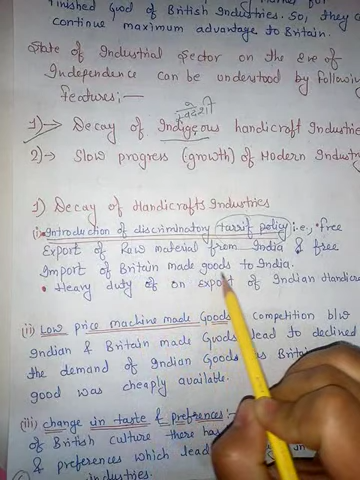 finished Good of British Industries. So, they
continue maximum advantage to Britain.
State of Industrial Sector on the Eve of
Independence can be understood by following
features;—
स्वदेशी
1)→ Decay of Indigeous handicraft Industries
2)→ Slow progress (growth) of Modern Industry
1) Decay of Handicrafts Industries
(i) Introduction of discriminatory tarrif policy i.e., free
Export of Raw material from India & free
Import of Britain made goods to India.
• Heavy duty of on Export of Indian Handicra
(ii) Low price machine made Goods: competition b/w
Indian & Britain made Goods lead to declined
the demand of Indian Goods as Britain
good was cheaply available.
(iii) change in taste & prefrences:-
of British culture there has
& preferences which lead
industries.